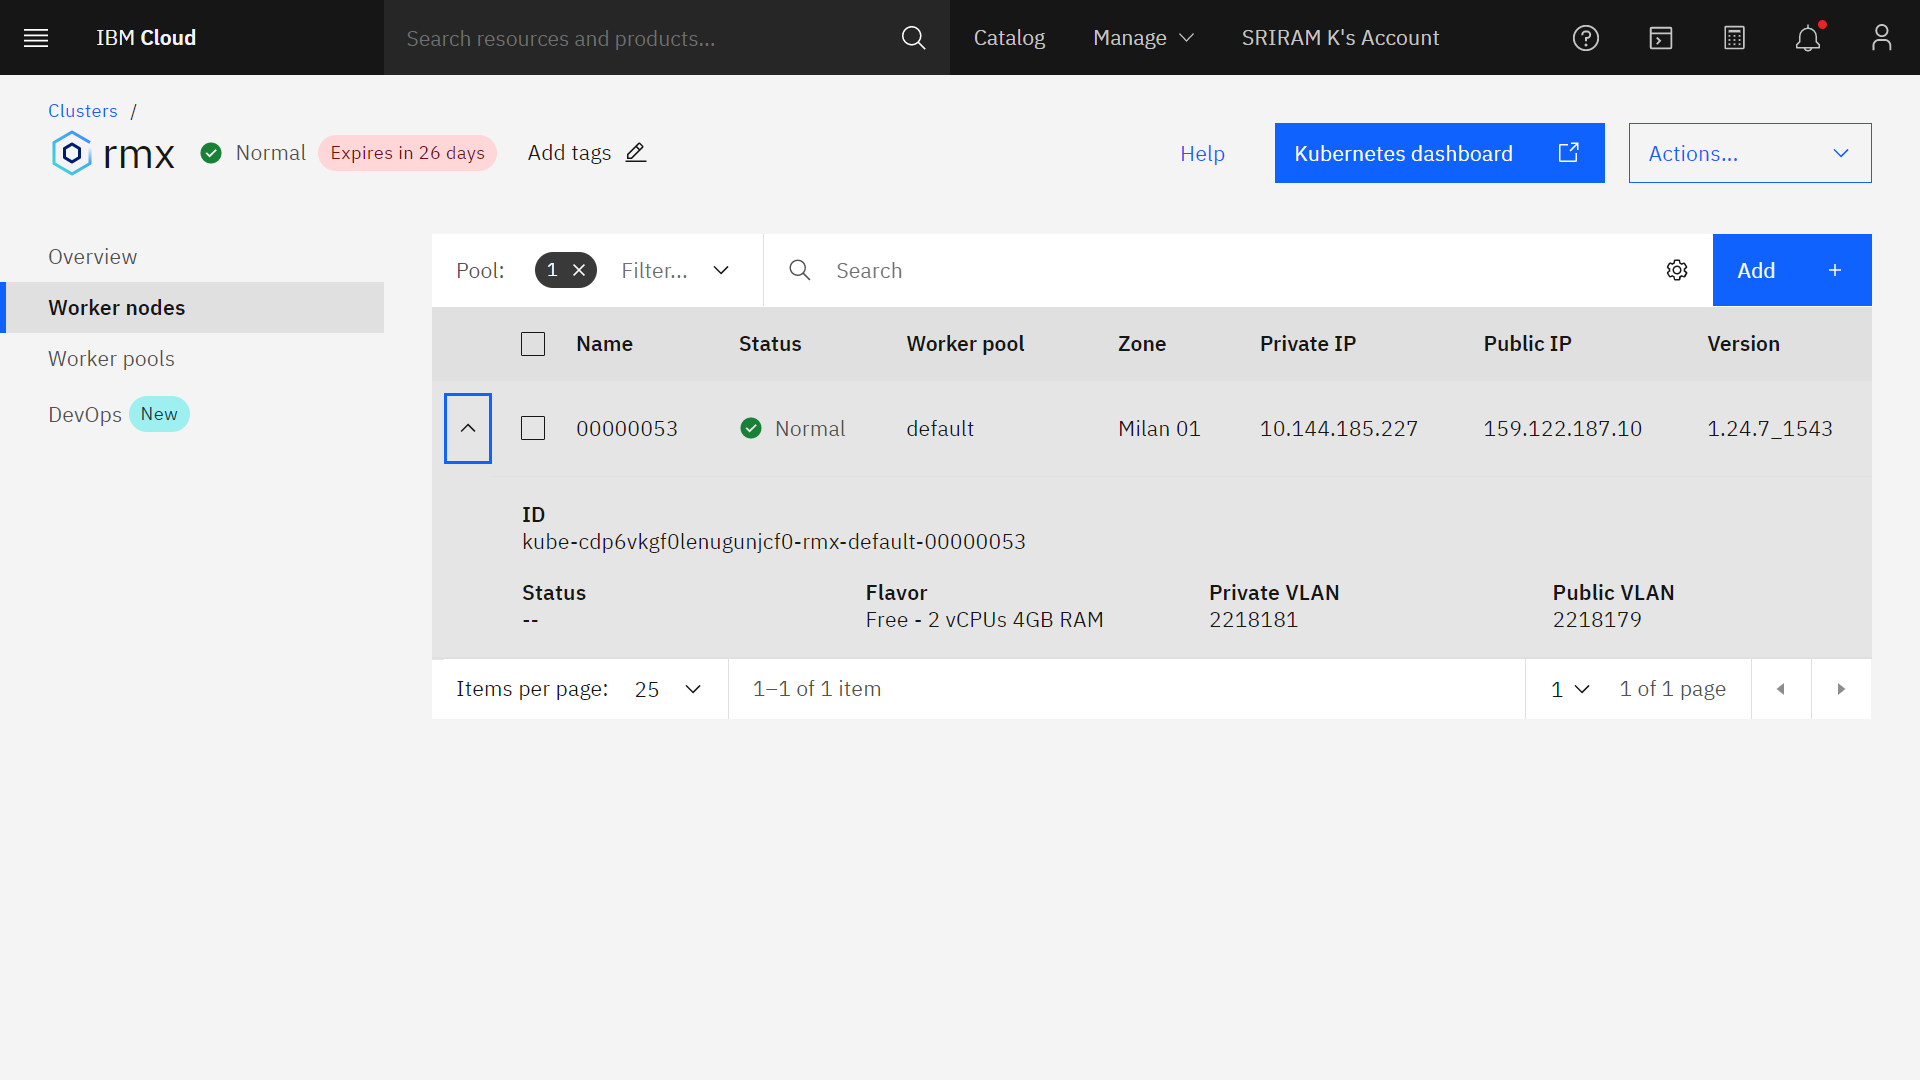 IBM Cloud
Search resources and products...
Catalog
Manage
SRIRAM K's Account
Clusters /
rmx
Normal
Expires in 26 days
Add tags
Help
Kubernetes dashboard
Actions...
Overview
Worker nodes
Worker pools
DevOps New
Pool: 1 Filter... Search Add
Name Status Worker pool Zone Private IP Public IP Version
00000053 Normal default Milan 01 10.144.185.227 159.122.187.10 1.24.7_1543
ID
kube-cdp6vkgf0lenugunjcf0-rmx-default-00000053
Status Flavor Private VLAN Public VLAN
-- Free - 2 vCPUs 4GB RAM 2218181 2218179
Items per page: 25 1–1 of 1 item 1 1 of 1 page